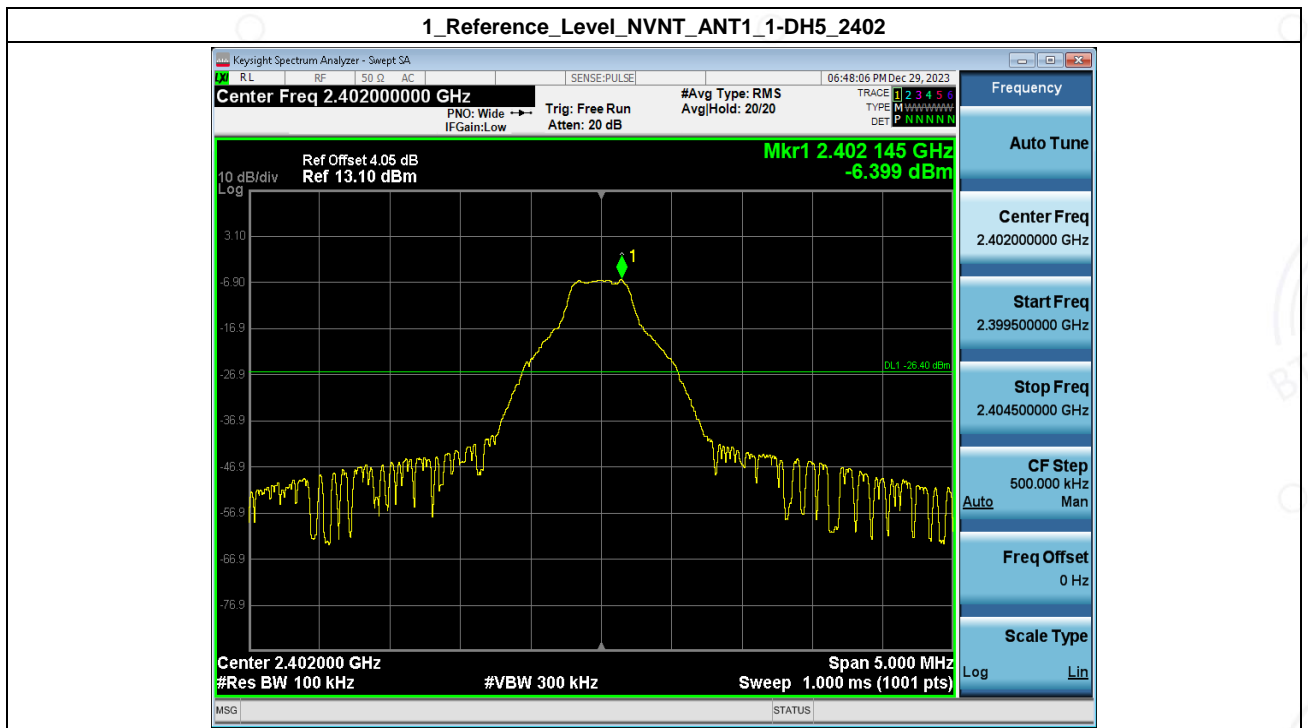 1_Reference_Level_NVNT_ANT1_1-DH5_2402
Keysight Spectrum Analyzer - Swept SA
LXI RL RF 50 Ω AC SENSE:PULSE 06:48:06 PM Dec 29, 2023
Center Freq 2.402000000 GHz
PNO: Wide
IFGain:Low
Trig: Free Run
Atten: 20 dB
#Avg Type: RMS
Avg|Hold: 20/20
TRACE 1 2 3 4 5 6
TYPE M WWWWW
DET P N N N N N
Frequency
Auto Tune
Center Freq
2.402000000 GHz
Start Freq
2.399500000 GHz
Stop Freq
2.404500000 GHz
CF Step
500.000 kHz
Auto Man
Freq Offset
0 Hz
Scale Type
Log Lin
Mkr1 2.402 145 GHz
-6.399 dBm
Ref Offset 4.05 dB
10 dB/div Ref 13.10 dBm
Log
3.10
1
-6.90
-16.9
DL1 -26.40 dBm
-26.9
-36.9
-46.9
-56.9
-66.9
-76.9
Center 2.402000 GHz Span 5.000 MHz
#Res BW 100 kHz #VBW 300 kHz Sweep 1.000 ms (1001 pts)
MSG STATUS